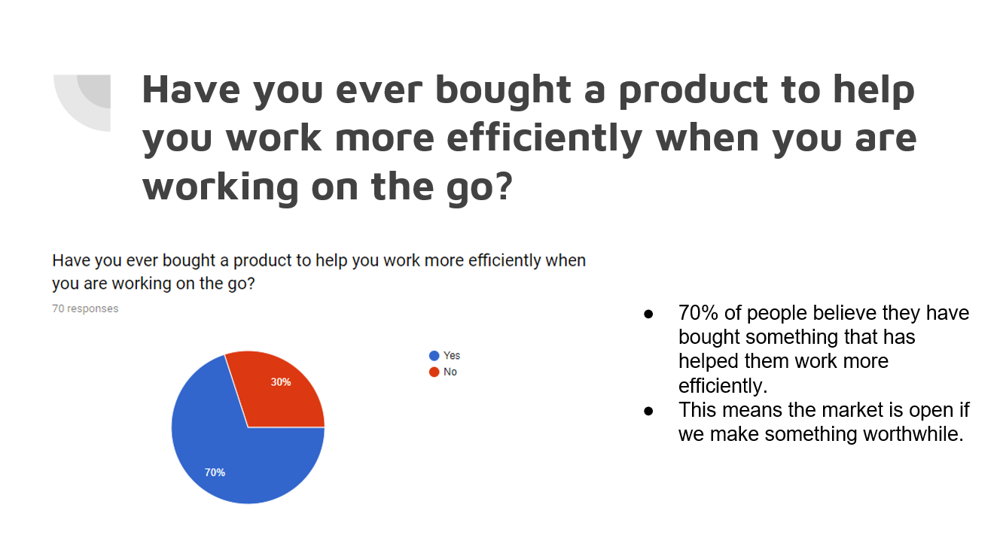 Have you ever bought a product to help
you work more efficiently when you are
working on the go?
Have you ever bought a product to help you work more efficiently when
you are working on the go?
70 responses
Yes
No
30%
70%
● 70% of people believe they have
bought something that has
helped them work more
efficiently.
● This means the market is open if
we make something worthwhile.